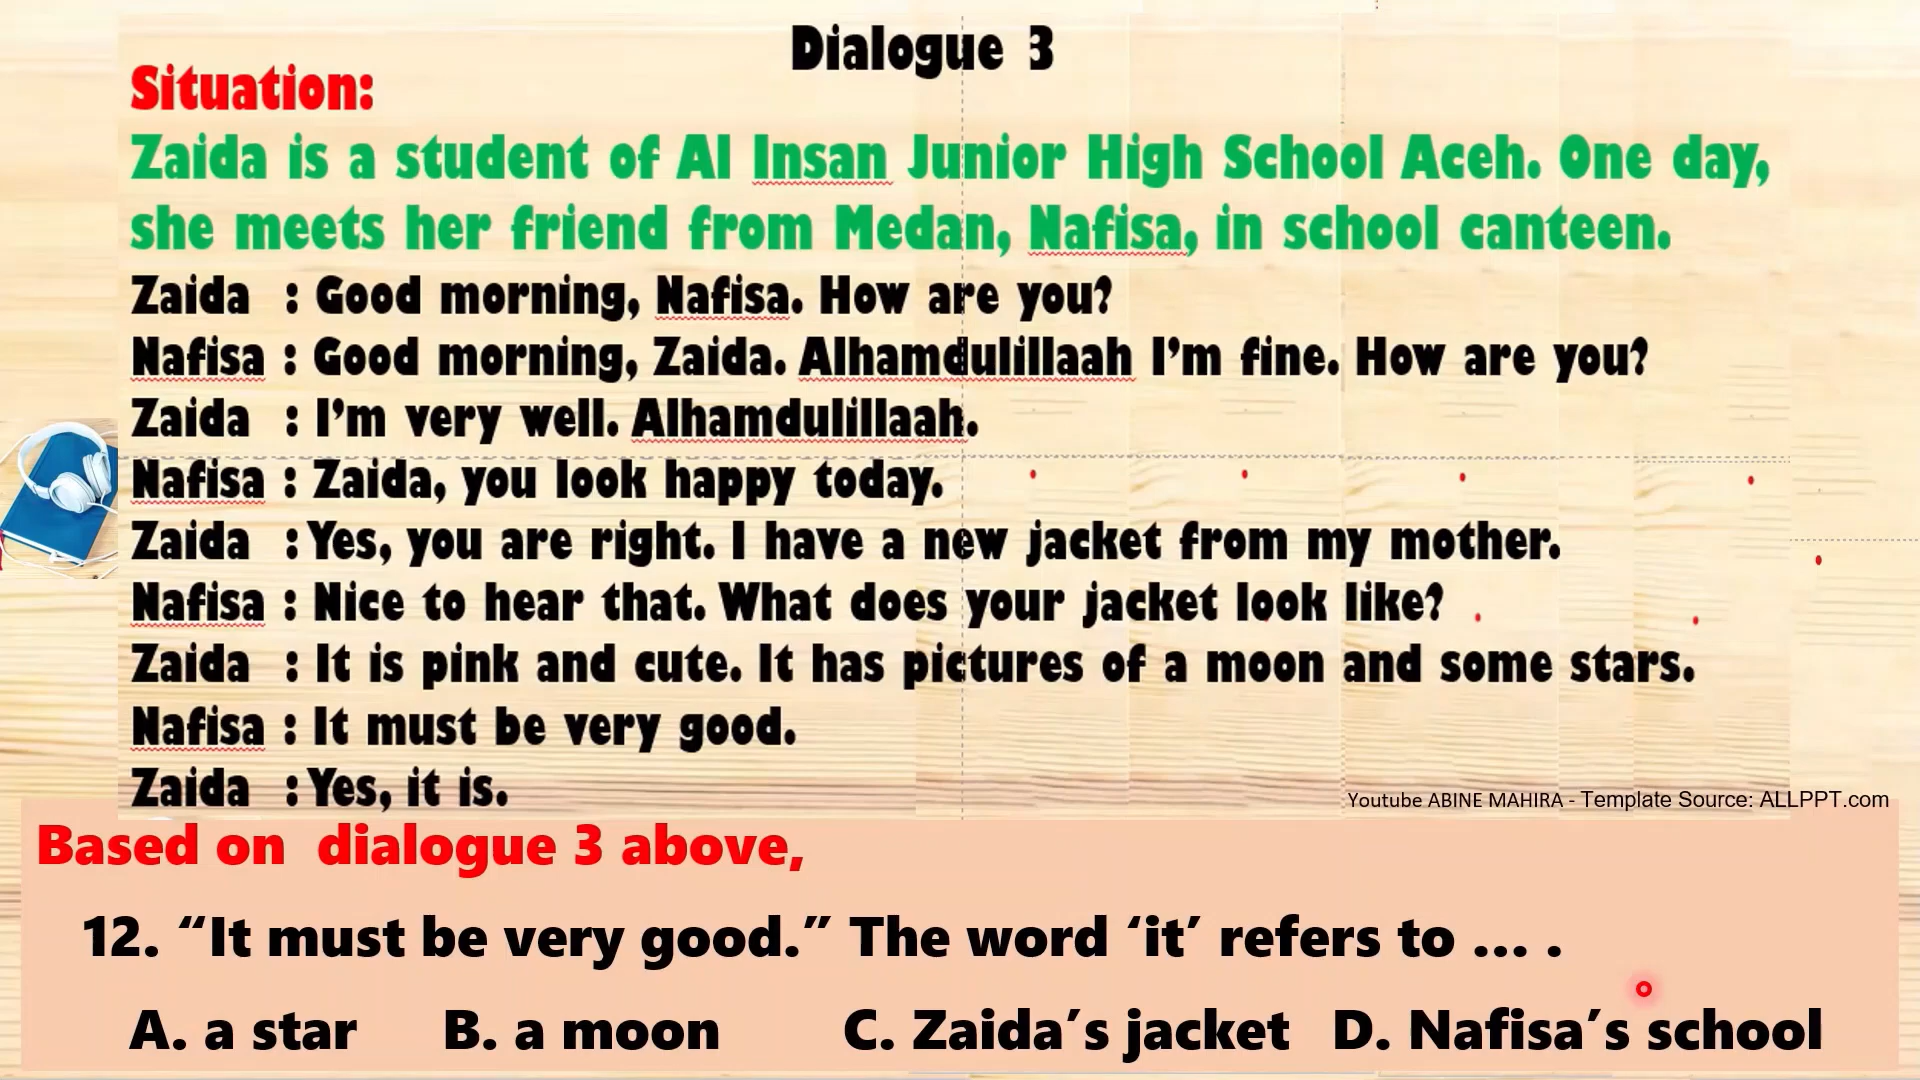 Dialogue 3
Situation:
Zaida is a student of Al Insan Junior High School Aceh. One day,
she meets her friend from Medan, Nafisa, in school canteen.
Zaida : Good morning, Nafisa. How are you?
Nafisa : Good morning, Zaida. Alhamdulillaah I'm fine. How are you?
Zaida : I'm very well. Alhamdulillaah.
Nafisa : Zaida, you look happy today.
Zaida : Yes, you are right. I have a new jacket from my mother.
Nafisa : Nice to hear that. What does your jacket look like?
Zaida : It is pink and cute. It has pictures of a moon and some stars.
Nafisa : It must be very good.
Zaida : Yes, it is.
Youtube ABINE MAHIRA - Template Source: ALLPPT.com
Based on dialogue 3 above,
12. “It must be very good.” The word ‘it’ refers to ... .
A. a star B. a moon C. Zaida’s jacket D. Nafisa’s school